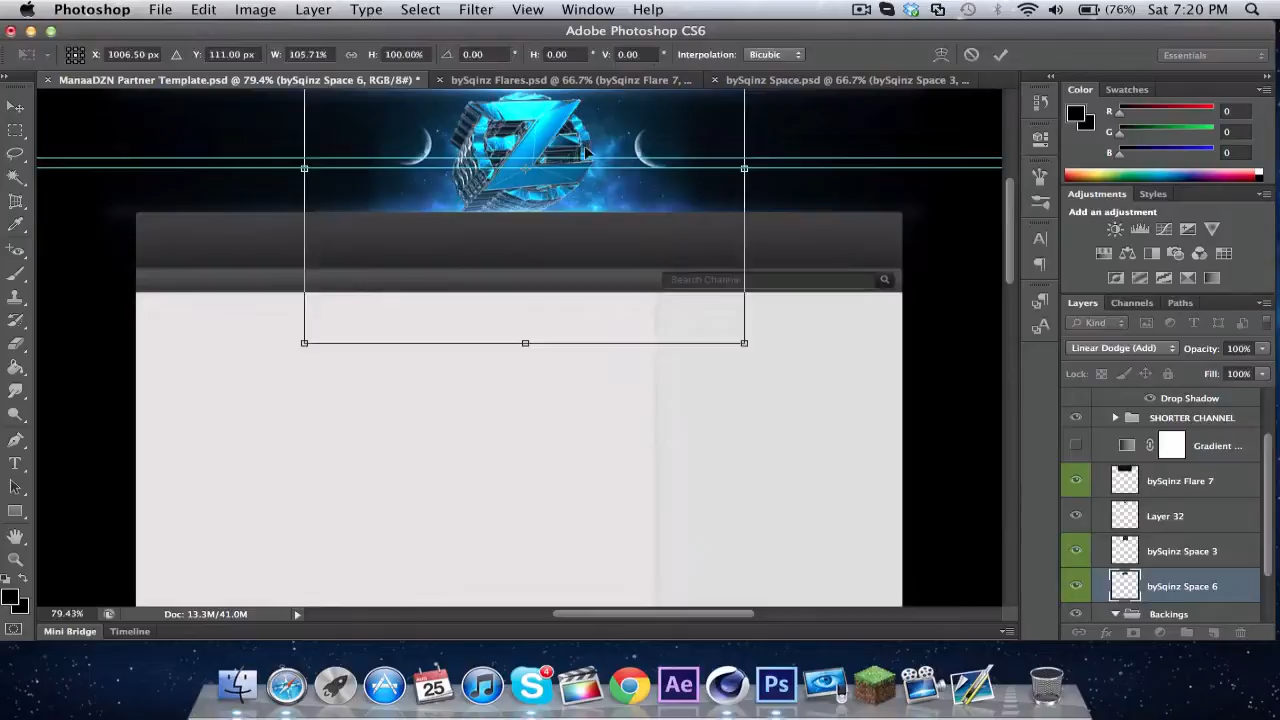 Photoshop File Edit Image Layer Type Select Filter View Window Help (76%) Sat 7:20 PM
Adobe Photoshop CS6
X: 1006.50 px Y: 111.00 px W: 105.71% H: 100.00% 0.00 ° H: 0.00 ° V: 0.00 ° Interpolation: Bicubic Essentials
× ManaaDZN Partner Template.psd @ 79.4% (bySqinz Space 6, RGB/8#) * × bySqinz Flares.psd @ 66.7% (bySqinz Flare 7, ... × bySqinz Space.psd @ 66.7% (bySqinz Space 3, ...
Color Swatches
R 0
G 0
B 0
Adjustments Styles
Add an adjustment
Search Channel
Layers Channels Paths
Kind
Linear Dodge (Add) Opacity: 100%
Lock: Fill: 100%
Drop Shadow
SHORTER CHANNEL
Gradient ...
bySqinz Flare 7
Layer 32
bySqinz Space 3
bySqinz Space 6
Backings
79.43% Doc: 13.3M/41.0M
Mini Bridge Timeline
AUG
25
4
Ae
Ps